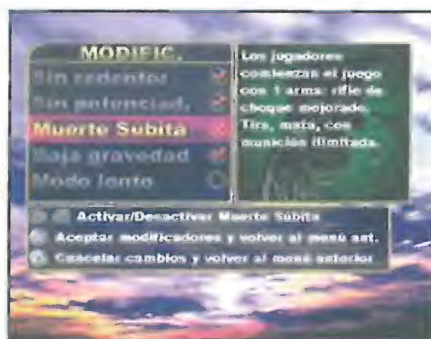 MODIFIC.
Sin redentor
Sin potenciad.
Muerte Súbita
Baja gravedad
Modo lento
Los jugadores
comienzan el juego
con 1 arma: rifle de
choque mejorado.
Tira, mata, con
munición ilimitada.
Activar/Desactivar Muerte Súbita
Aceptar modificadores y volver al menú ant.
Cancelar cambios y volver al menú anterior